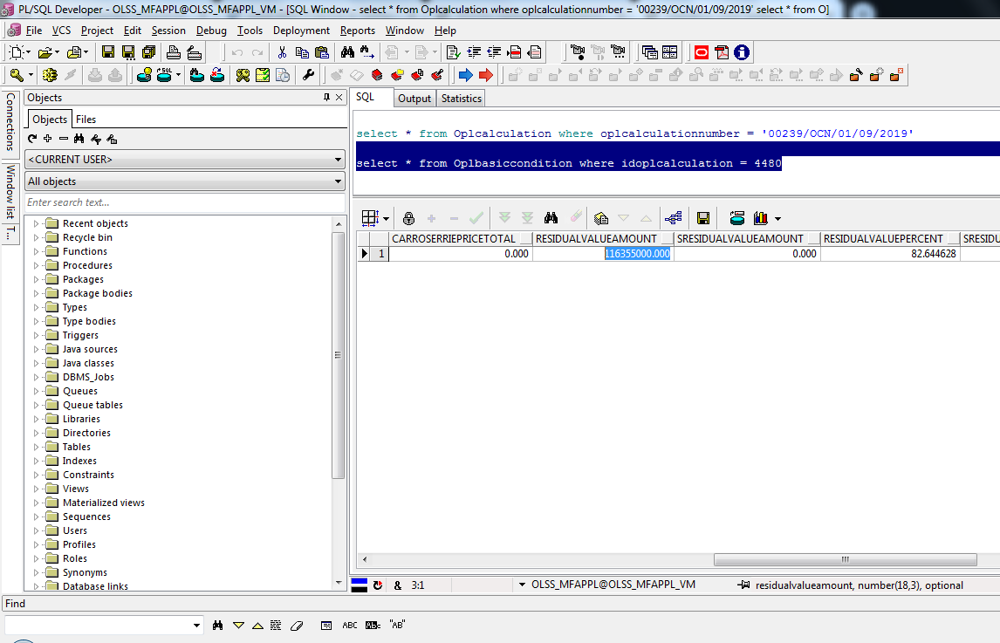 PL/SQL Developer - OLSS_MFAPPL@OLSS_MFAPPL_VM - [SQL Window - select * from Oplcalculation where oplcalculationnumber = '00239/OCN/01/09/2019' select * from O]
File VCS Project Edit Session Debug Tools Deployment Reports Window Help
SQL
Connections
Window list
T...
Objects
Objects Files
<CURRENT USER>
All objects
Enter search text...
Recent objects
Recycle bin
Functions
Procedures
Packages
Package bodies
Types
Type bodies
Triggers
Java sources
Java classes
DBMS_Jobs
Queues
Queue tables
Libraries
Directories
Tables
Indexes
Constraints
Views
Materialized views
Sequences
Users
Profiles
Roles
Synonyms
Database links
SQL Output Statistics
select * from Oplcalculation where oplcalculationnumber = '00239/OCN/01/09/2019'
select * from Oplbasiccondition where idoplcalculation = 4480
CARROSERRIEPRICETOTAL RESIDUALVALUEAMOUNT SRESIDUALVALUEAMOUNT RESIDUALVALUEPERCENT SRESIDU
1 0.000 116355000.000 0.000 82.644628
& 3:1 OLSS_MFAPPL@OLSS_MFAPPL_VM residualvalueamount, number(18,3), optional
Find
ABC "AB"